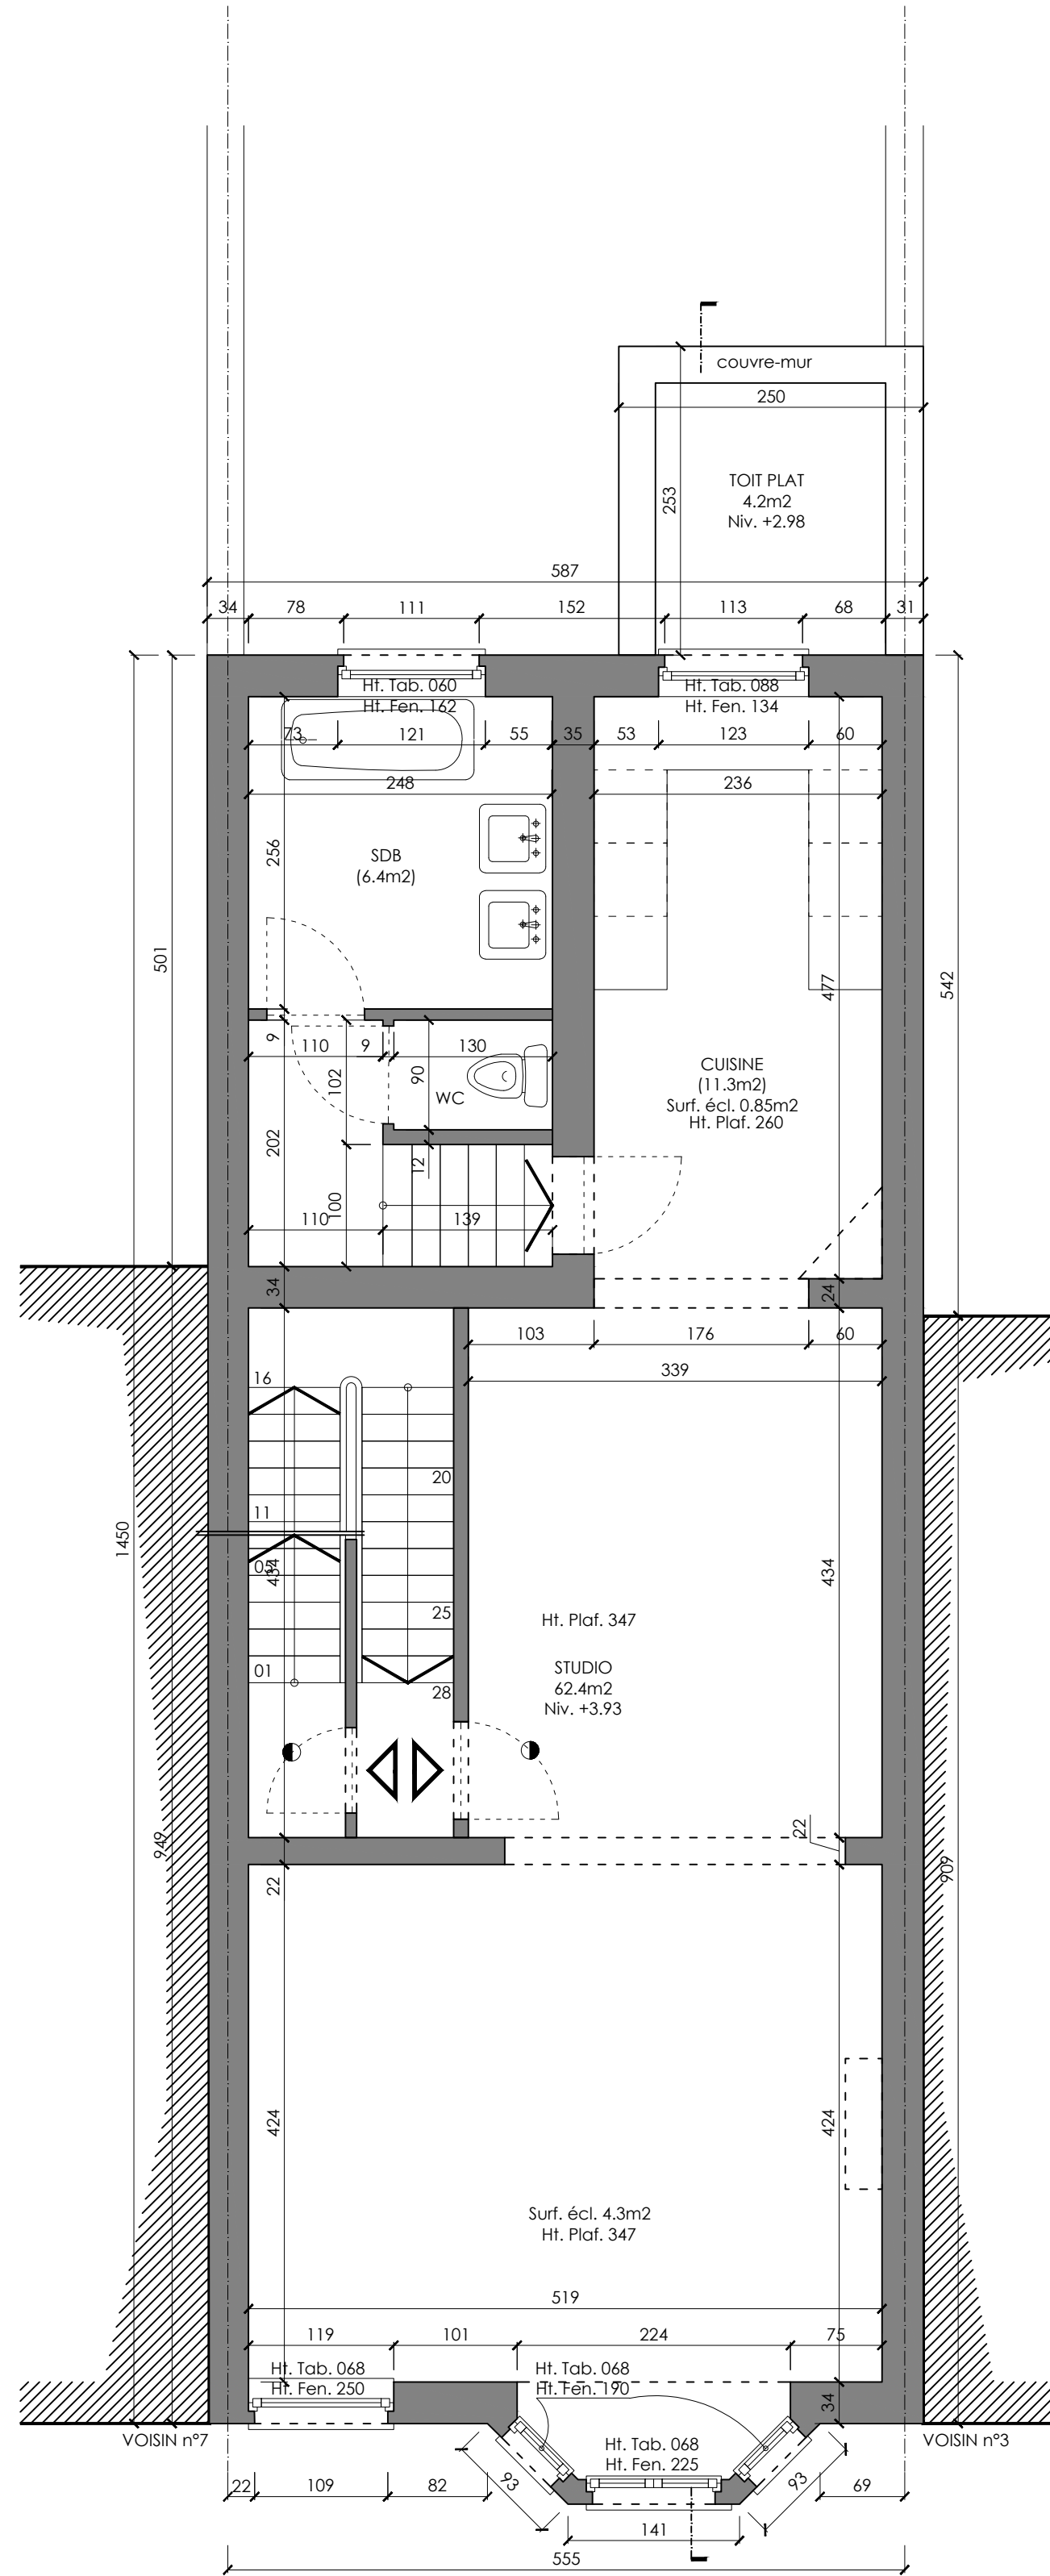 couvre-mur
250
253
TOIT PLAT
4.2m2
Niv. +2.98
587
34 78 111 152 113 68 31
Ht. Tab. 060
Ht. Fen. 162
Ht. Tab. 088
Ht. Fen. 134
73 121 55 35 53 123 60
248
236
256
SDB
(6.4m2)
501
477
542
9
110 9 130
102
90
WC
CUISINE
(11.3m2)
Surf. écl. 0.85m2
Ht. Plaf. 260
202
12
100
110
139
34
24
103 176 60
339
16
20
11
1450
434
434
25
Ht. Plaf. 347
01
STUDIO
62.4m2
Niv. +3.93
28
949
22
22
909
424
424
Surf. écl. 4.3m2
Ht. Plaf. 347
519
119 101 224 75
Ht. Tab. 068
Ht. Fen. 250
Ht. Tab. 068
Ht. Fen. 190
34
VOISIN n°7
VOISIN n°3
Ht. Tab. 068
Ht. Fen. 225
93
93
22 109 82
69
141
555